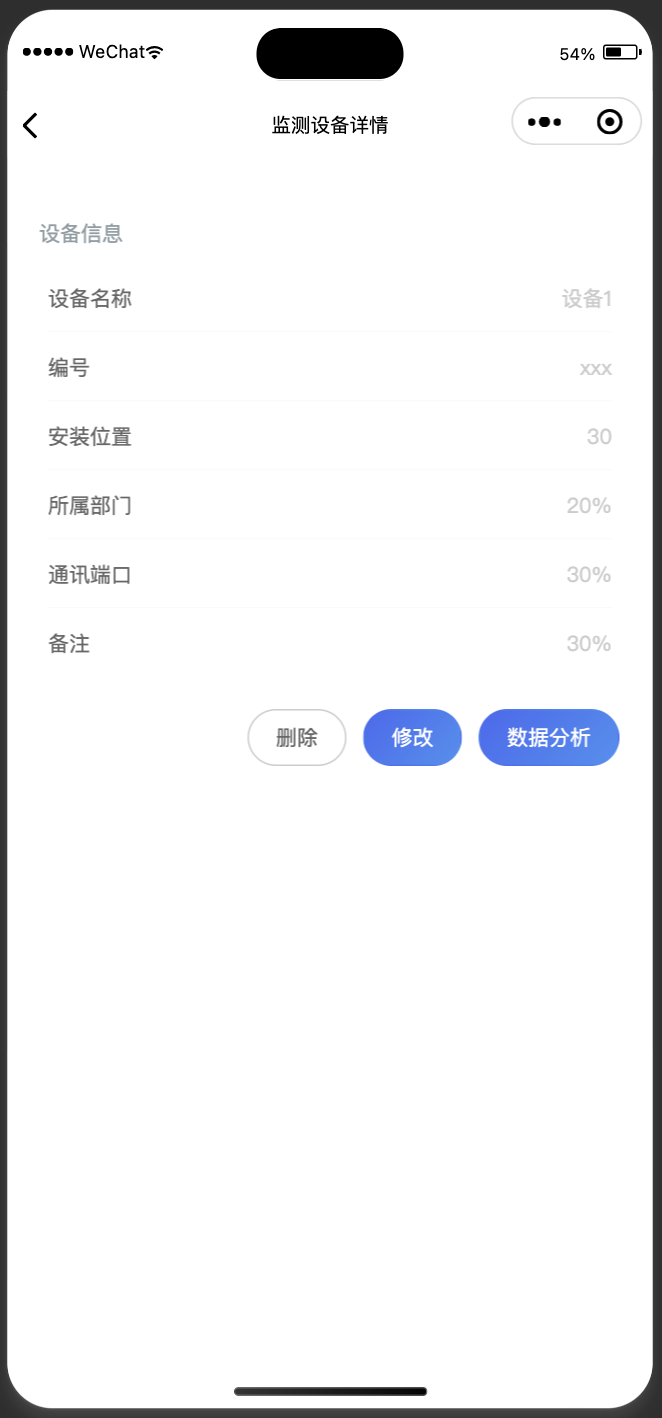 WeChat 54%
监测设备详情
设备信息
设备名称 设备1
编号 xxx
安装位置 30
所属部门 20%
通讯端口 30%
备注 30%
删除 修改 数据分析